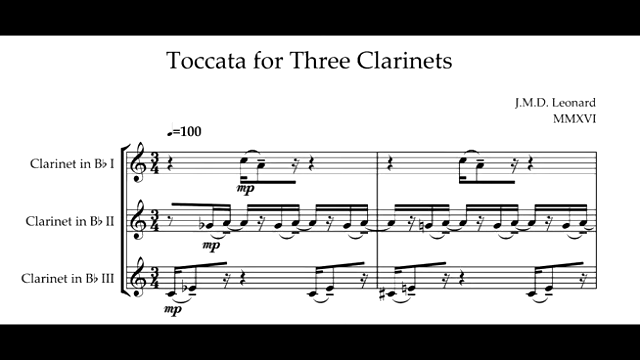 Toccata for Three Clarinets
J.M.D. Leonard
MMXVI
♩=100
Clarinet in B♭ I
mp
Clarinet in B♭ II
mp
Clarinet in B♭ III
mp